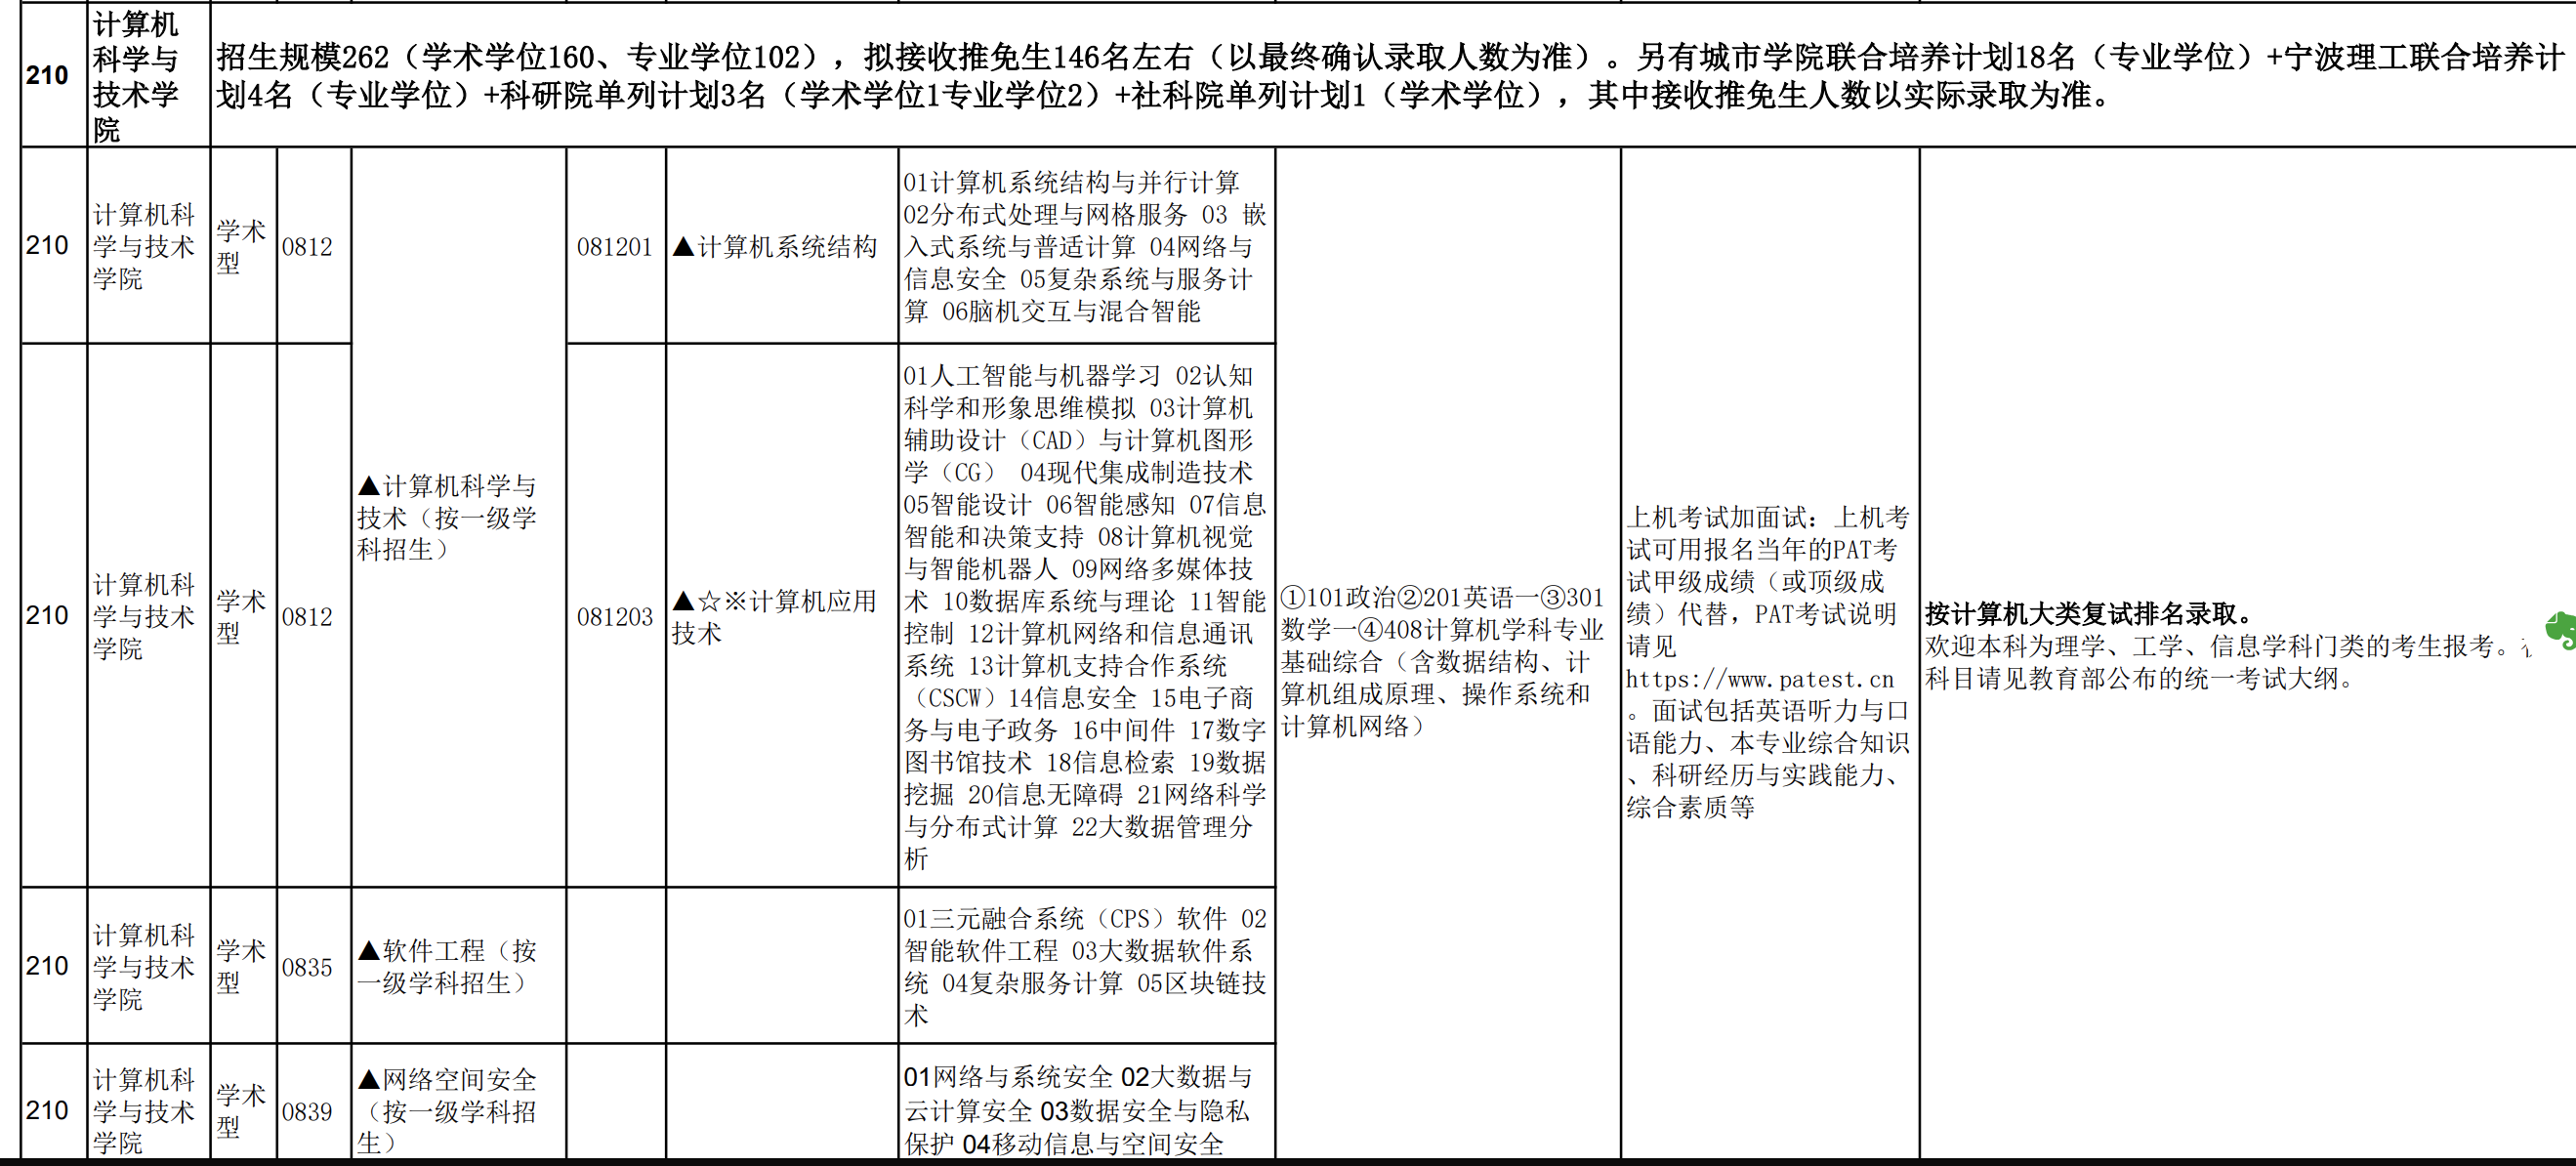 210
计算机
科学与
技术学
院
招生规模262（学术学位160、专业学位102），拟接收推免生146名左右（以最终确认录取人数为准）。另有城市学院联合培养计划18名（专业学位）+宁波理工联合培养计
划4名（专业学位）+科研院单列计划3名（学术学位1专业学位2）+社科院单列计划1（学术学位），其中接收推免生人数以实际录取为准。
210
计算机科
学与技术
学院
学术
型
0812
▲计算机科学与
技术（按一级学
科招生）
081201
▲计算机系统结构
01计算机系统结构与并行计算
02分布式处理与网格服务 03 嵌
入式系统与普适计算 04网络与
信息安全 05复杂系统与服务计
算 06脑机交互与混合智能
①101政治②201英语一③301
数学一④408计算机学科专业
基础综合（含数据结构、计
算机组成原理、操作系统和
计算机网络）
上机考试加面试：上机考
试可用报名当年的PAT考
试甲级成绩（或顶级成
绩）代替，PAT考试说明
请见
https://www.patest.cn
。面试包括英语听力与口
语能力、本专业综合知识
、科研经历与实践能力、
综合素质等
按计算机大类复试排名录取。
欢迎本科为理学、工学、信息学科门类的考生报考。
科目请见教育部公布的统一考试大纲。
210
计算机科
学与技术
学院
学术
型
0812
081203
▲☆※计算机应用
技术
01人工智能与机器学习 02认知
科学和形象思维模拟 03计算机
辅助设计（CAD）与计算机图形
学（CG） 04现代集成制造技术
05智能设计 06智能感知 07信息
智能和决策支持 08计算机视觉
与智能机器人 09网络多媒体技
术 10数据库系统与理论 11智能
控制 12计算机网络和信息通讯
系统 13计算机支持合作系统
（CSCW）14信息安全 15电子商
务与电子政务 16中间件 17数字
图书馆技术 18信息检索 19数据
挖掘 20信息无障碍 21网络科学
与分布式计算 22大数据管理分
析
210
计算机科
学与技术
学院
学术
型
0835
▲软件工程（按
一级学科招生）
01三元融合系统（CPS）软件 02
智能软件工程 03大数据软件系
统 04复杂服务计算 05区块链技
术
210
计算机科
学与技术
学院
学术
型
0839
▲网络空间安全
（按一级学科招
生）
01网络与系统安全 02大数据与
云计算安全 03数据安全与隐私
保护 04移动信息与空间安全